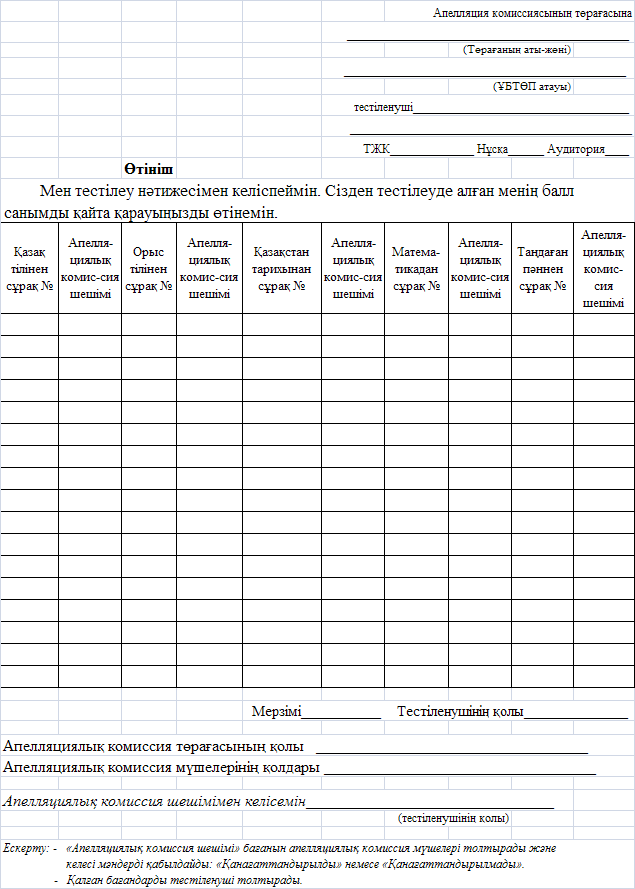 Апелляция комиссиясының төрағасына
(Төрағаның аты-жөні)
(ҰБТӨП атауы)
тестіленуші
ТЖК____________ Нұсқа_____ Аудитория___
Өтініш
Мен тестілеу нәтижесімен келіспеймін. Сізден тестілеуде алған менің балл
санымды қайта қарауыңызды өтінемін.
Қазақ тілінен сұрақ №
Апелля-циялық комис-сия шешімі
Орыс тілінен сұрақ №
Апелля-циялық комис-сия шешімі
Қазақстан тарихынан сұрақ №
Апелля-циялық комис-сия шешімі
Матема-тикадан сұрақ №
Апелля-циялық комис-сия шешімі
Таңдаған пәннен сұрақ №
Апелля-циялық комис-сия шешімі
Мерзімі___________ Тестіленушінің қолы______________
Апелляциялық комиссия төрағасының қолы
Апелляциялық комиссия мүшелерінің қолдары
Апелляциялық комиссия шешімімен келісемін
(тестіленушінің қолы)
Ескерту: - «Апелляциялық комиссия шешімі» бағанын апелляциялық комиссия мүшелері толтырады және
келесі мәндерді қабылдайды: «Қанағаттандырылды» немесе «Қанағаттандырылмады».
- Қалған бағандарды тестіленуші толтырады.